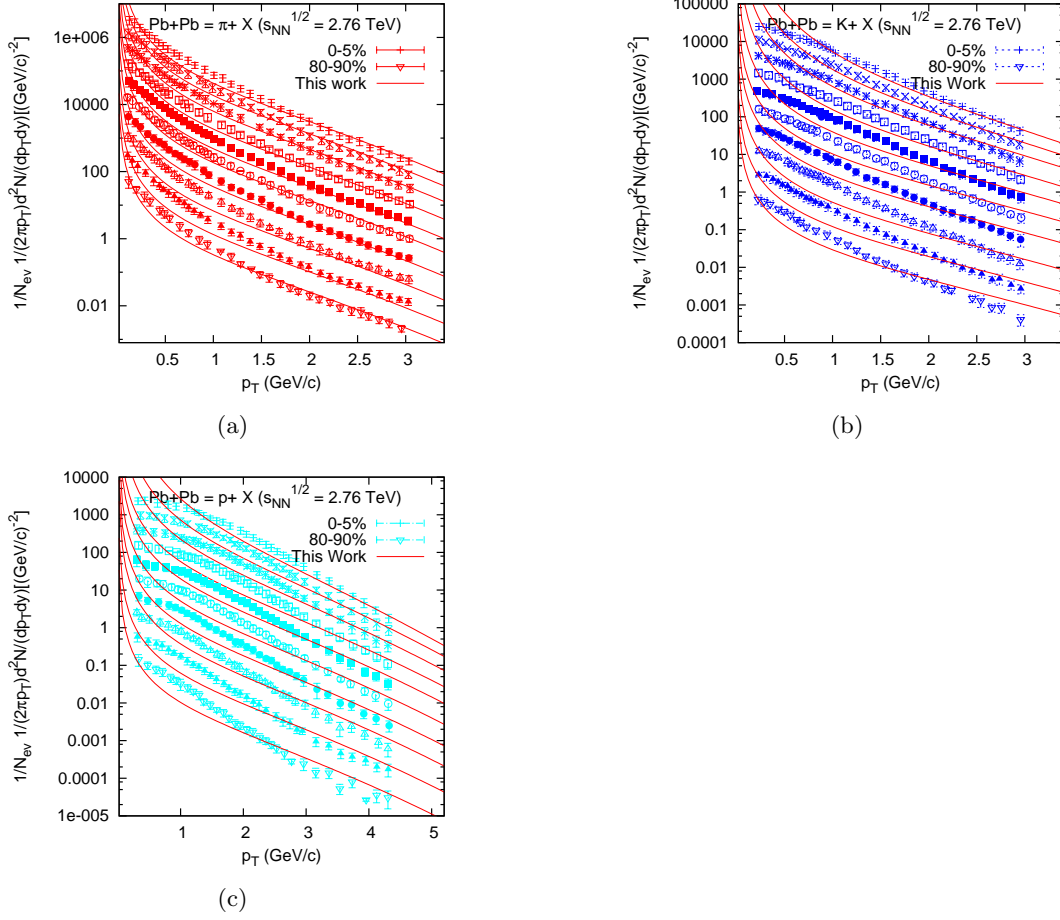 Pb+Pb = π+ X (s_NN^1/2 = 2.76 TeV)
0-5%
80-90%
This work
1e+006
10000
100
1
0.01
0.5 1 1.5 2 2.5 3
p_T (GeV/c)
1/N_ev 1/(2πp_T)d^2N/(dp_Tdy)[(GeV/c)^-2]
(a)
Pb+Pb = K+ X (s_NN^1/2 = 2.76 TeV)
0-5%
80-90%
This work
100000
10000
1000
100
10
1
0.1
0.01
0.001
0.0001
0.5 1 1.5 2 2.5 3
p_T (GeV/c)
1/N_ev 1/(2πp_T)d^2N/(dp_Tdy)[(GeV/c)^-2]
(b)
Pb+Pb = p+ X (s_NN^1/2 = 2.76 TeV)
0-5%
80-90%
This Work
10000
1000
100
10
1
0.1
0.01
0.001
0.0001
1e-005
1 2 3 4 5
p_T (GeV/c)
1/N_ev 1/(2πp_T)d^2N/(dp_Tdy)[(GeV/c)^-2]
(c)